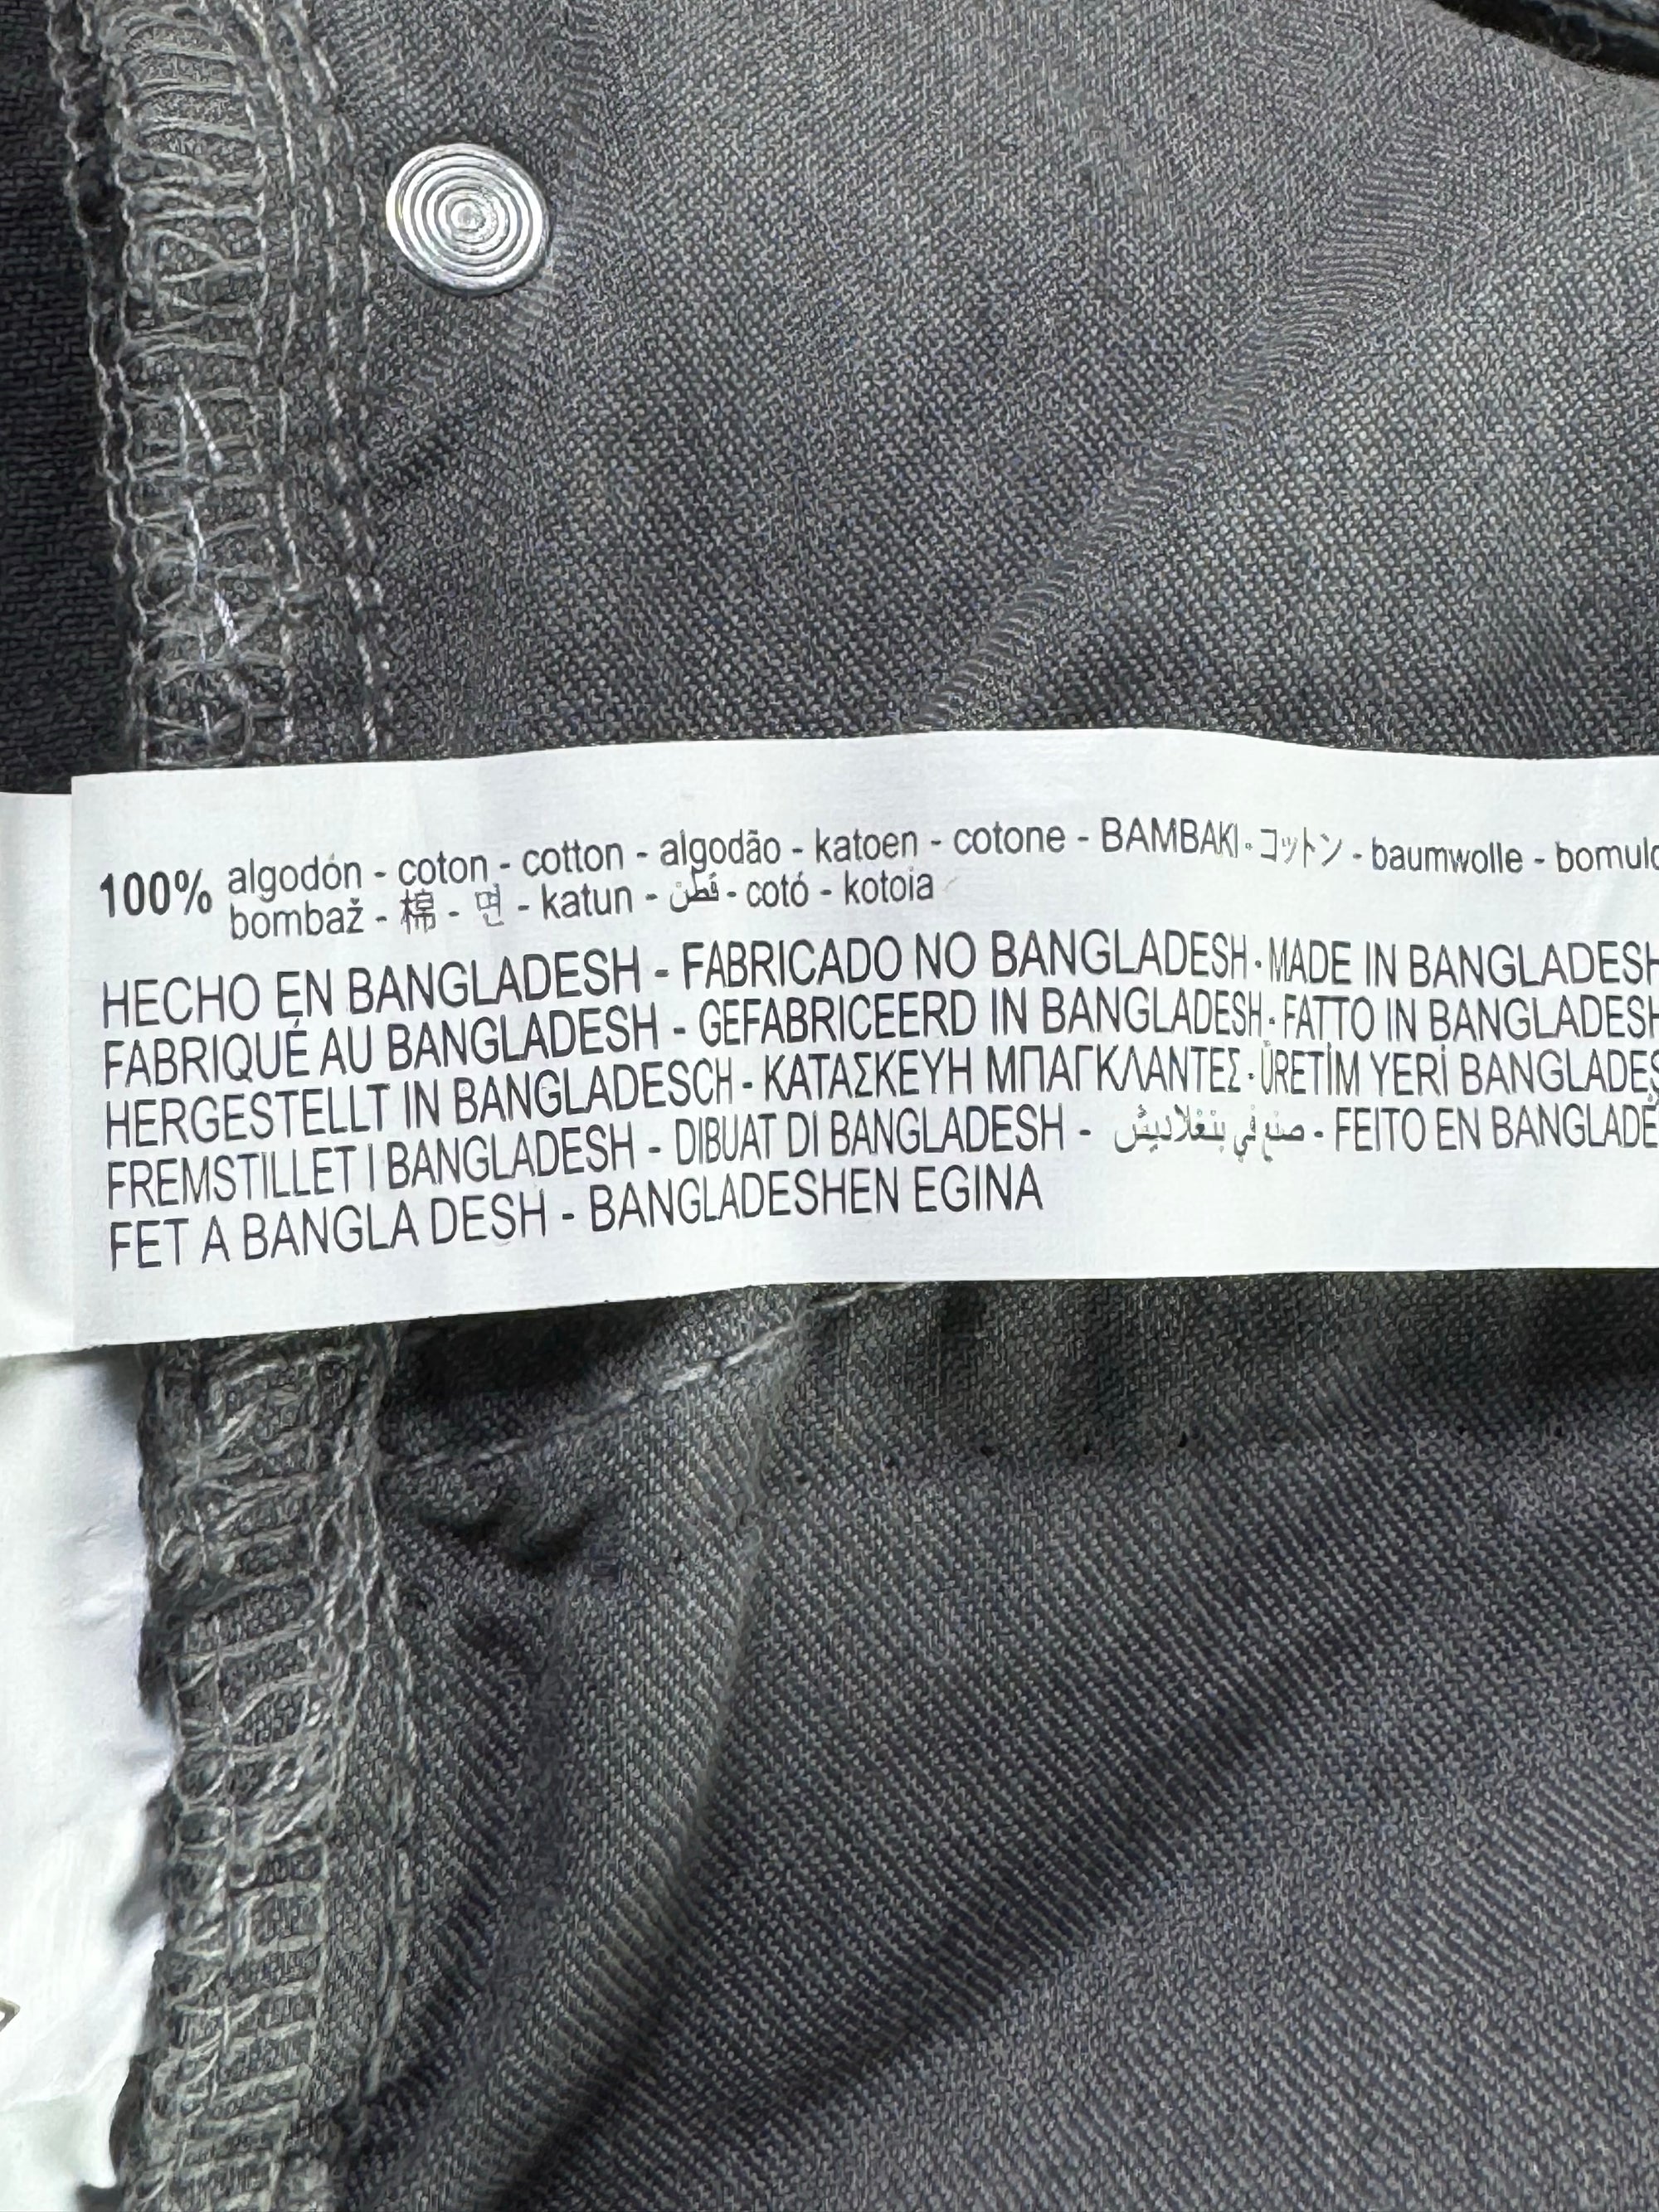 100% algodón - coton - cotton - algodão - katoen - cotone - BAMBAKI - コットン - baumwolle -
bombaž - 棉 - 면 - katun - قطن - cotó - kotoia
HECHO EN BANGLADESH - FABRICADO NO BANGLADESH - MADE IN BANGLADESH
FABRIQUÉ AU BANGLADESH - GEFABRICEERD IN BANGLADESH - FATTO IN BANGLADESH
HERGESTELLT IN BANGLADESCH - ΚΑΤΑΣΚΕΥΗ ΜΠΑΓΚΛΑΝΤΕΣ - ÜRETİM YERİ
FREMSTILLET I BANGLADESH - DIBUAT DI BANGLADESH - صنع في بنغلاديش - FEITO EN
FET A BANGLA DESH - BANGLADESHEN EGINA